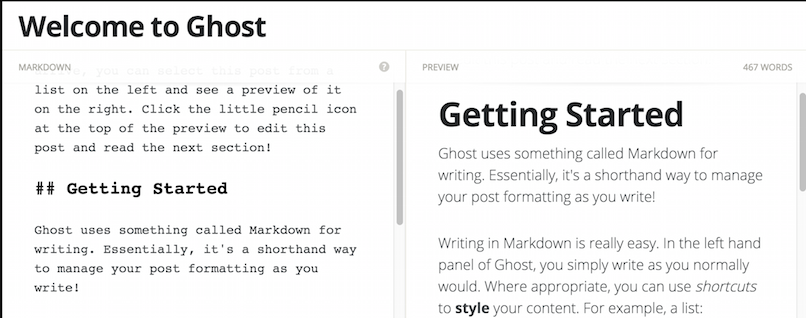 Welcome to Ghost
MARKDOWN
above, you can select this post from a
list on the left and see a preview of it
on the right. Click the little pencil icon
at the top of the preview to edit this
post and read the next section!
## Getting Started
Ghost uses something called Markdown for
writing. Essentially, it's a shorthand way
to manage your post formatting as you
write!
PREVIEW
467 WORDS
Getting Started
Ghost uses something called Markdown for
writing. Essentially, it's a shorthand way to manage
your post formatting as you write!
Writing in Markdown is really easy. In the left hand
panel of Ghost, you simply write as you normally
would. Where appropriate, you can use shortcuts
to style your content. For example, a list: